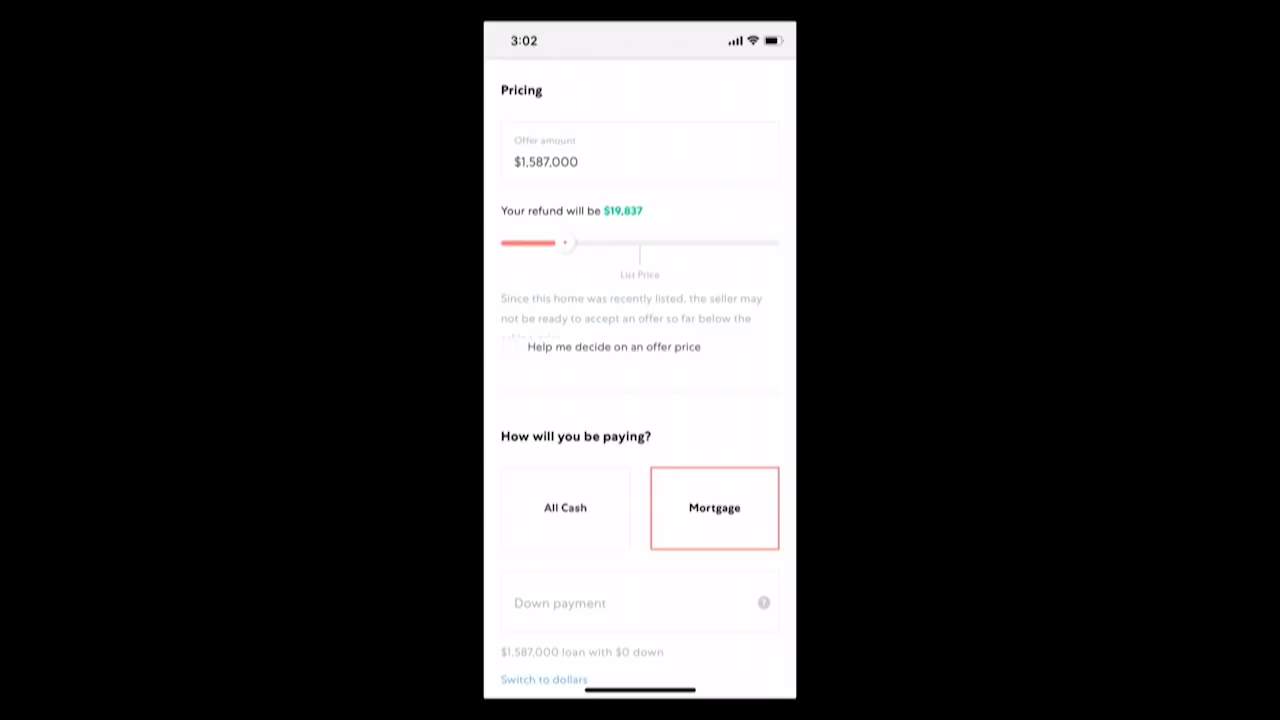 3:02
Pricing
Offer amount
$1,587,000
Your refund will be $19,837
List Price
Since this home was recently listed, the seller may
not be ready to accept an offer so far below the
Help me decide on an offer price
How will you be paying?
All Cash
Mortgage
Down payment
?
$1,587,000 loan with $0 down
Switch to dollars